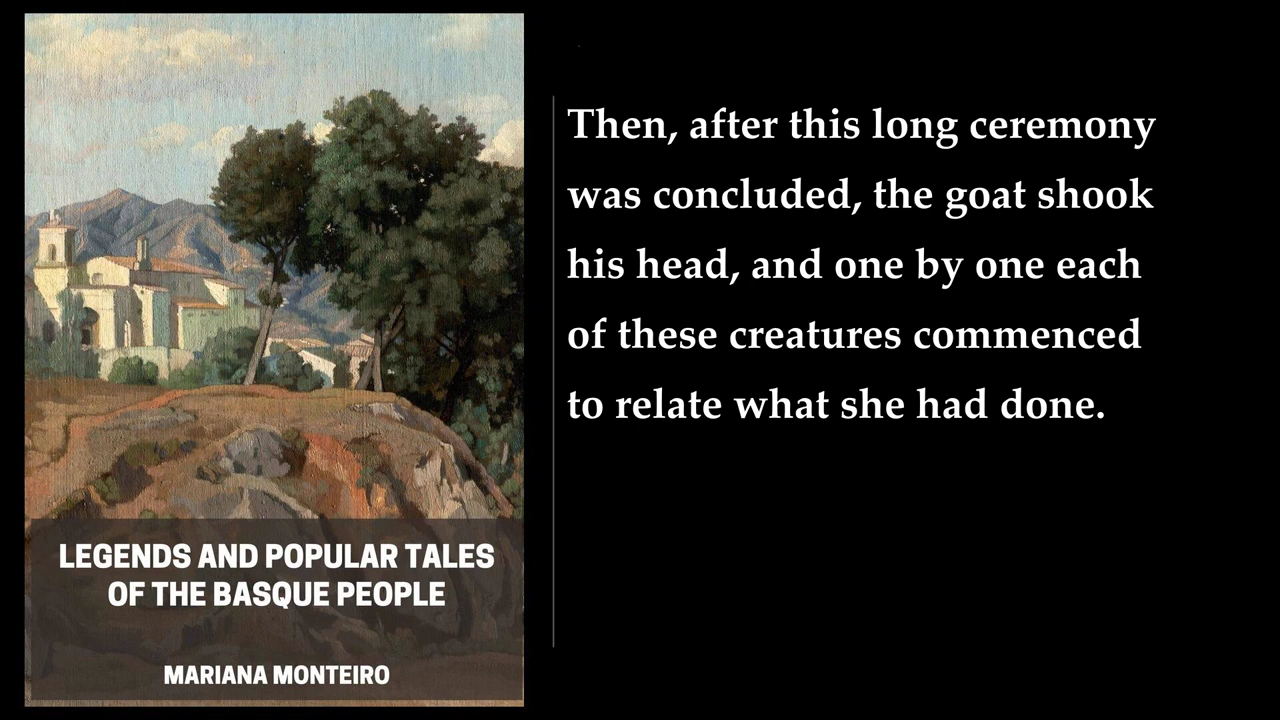 Then, after this long ceremony
was concluded, the goat shook
his head, and one by one each
of these creatures commenced
to relate what she had done.
LEGENDS AND POPULAR TALES
OF THE BASQUE PEOPLE
MARIANA MONTEIRO